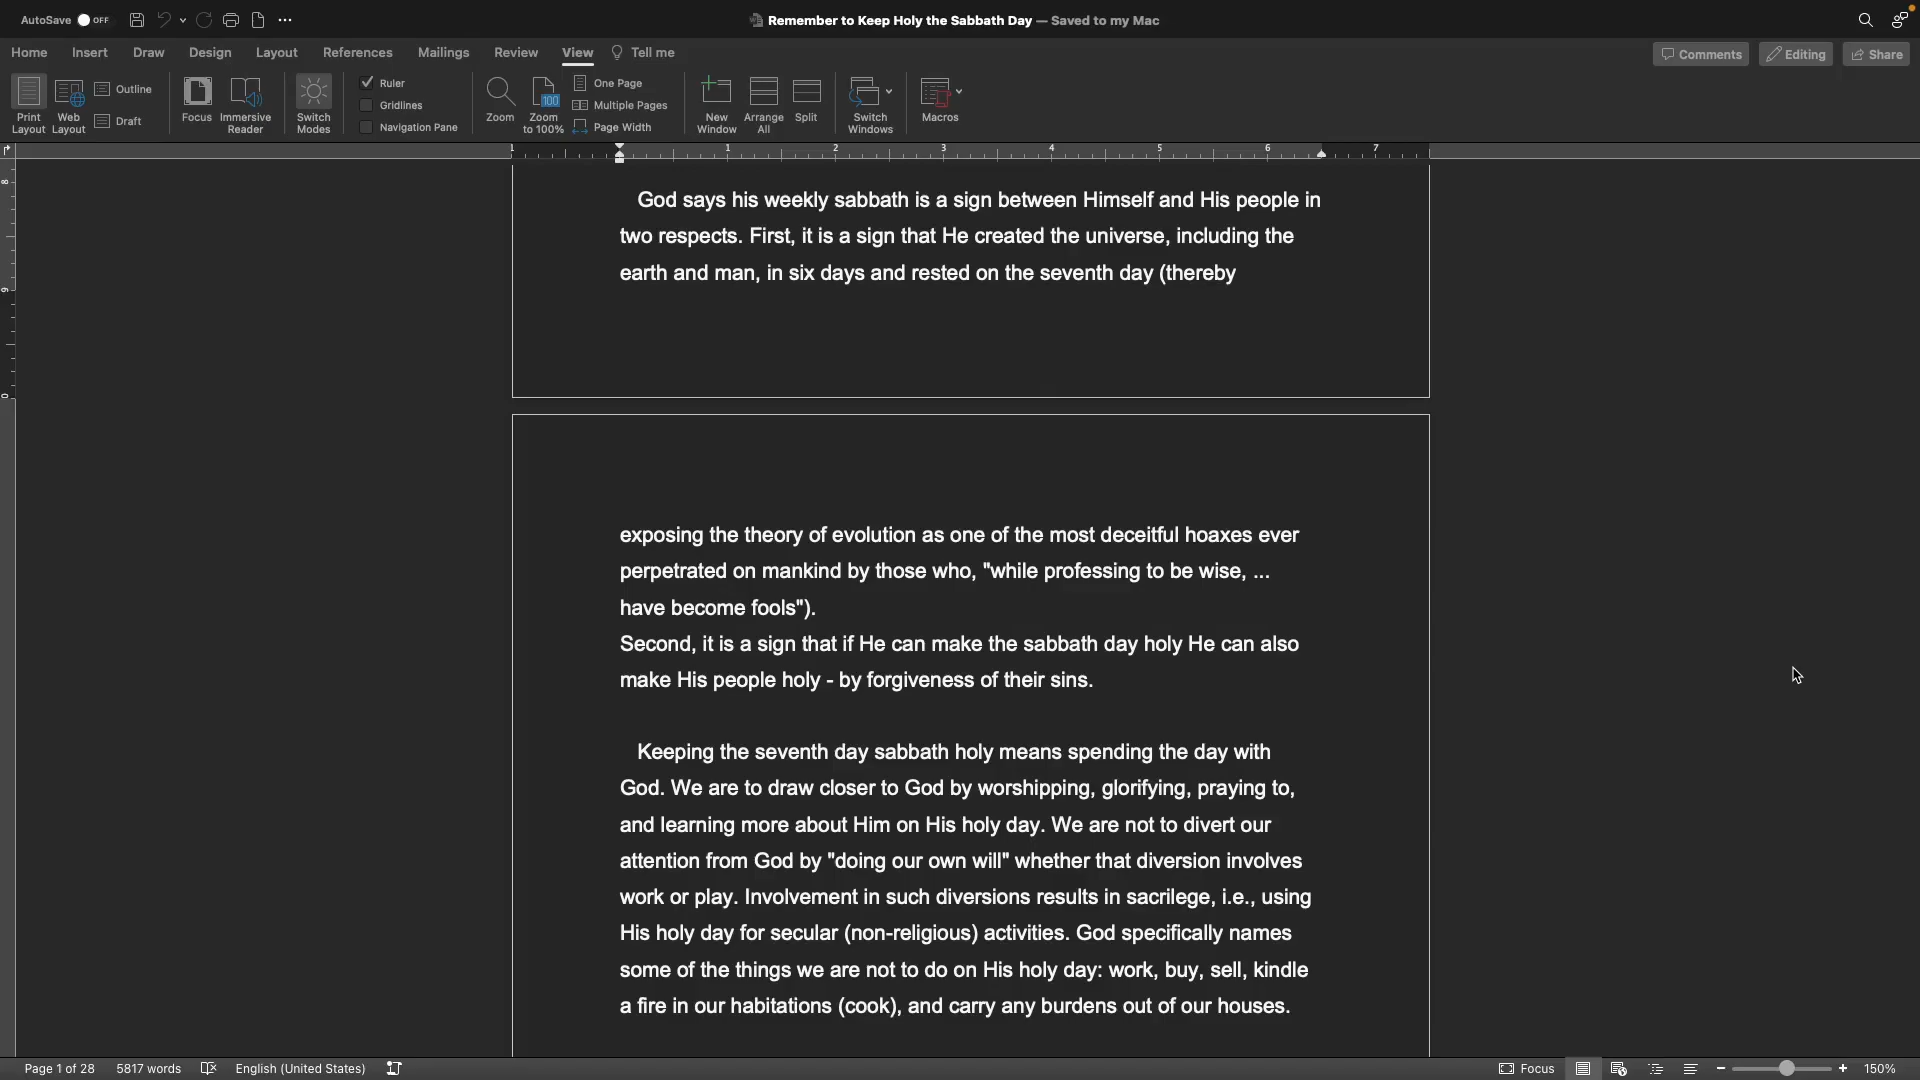 AutoSave OFF
Remember to Keep Holy the Sabbath Day — Saved to my Mac
Home Insert Draw Design Layout References Mailings Review View Tell me
Comments Editing Share
Print Layout
Web Layout
Outline
Draft
Focus
Immersive Reader
Switch Modes
Ruler
Gridlines
Navigation Pane
Zoom
100
Zoom to 100%
One Page
Multiple Pages
Page Width
New Window
Arrange All
Split
Switch Windows
Macros
1 1 2 3 4 5 6 7
8
9
0
God says his weekly sabbath is a sign between Himself and His people in
two respects. First, it is a sign that He created the universe, including the
earth and man, in six days and rested on the seventh day (thereby
exposing the theory of evolution as one of the most deceitful hoaxes ever
perpetrated on mankind by those who, "while professing to be wise, ...
have become fools").
Second, it is a sign that if He can make the sabbath day holy He can also
make His people holy - by forgiveness of their sins.
Keeping the seventh day sabbath holy means spending the day with
God. We are to draw closer to God by worshipping, glorifying, praying to,
and learning more about Him on His holy day. We are not to divert our
attention from God by "doing our own will" whether that diversion involves
work or play. Involvement in such diversions results in sacrilege, i.e., using
His holy day for secular (non-religious) activities. God specifically names
some of the things we are not to do on His holy day: work, buy, sell, kindle
a fire in our habitations (cook), and carry any burdens out of our houses.
Page 1 of 28 5817 words English (United States) Focus 150%